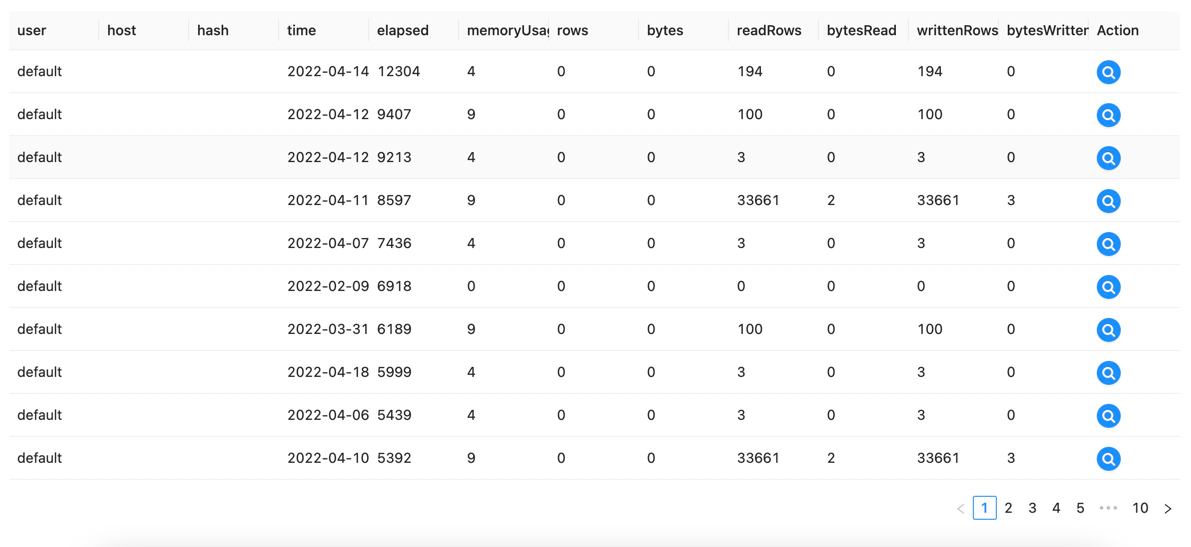 user host hash time elapsed memoryUsag rows bytes readRows bytesRead writtenRows bytesWritten Action
default 2022-04-14 12304 4 0 0 194 0 194 0
default 2022-04-12 9407 9 0 0 100 0 100 0
default 2022-04-12 9213 4 0 0 3 0 3 0
default 2022-04-11 8597 9 0 0 33661 2 33661 3
default 2022-04-07 7436 4 0 0 3 0 3 0
default 2022-02-09 6918 0 0 0 0 0 0 0
default 2022-03-31 6189 9 0 0 100 0 100 0
default 2022-04-18 5999 4 0 0 3 0 3 0
default 2022-04-06 5439 4 0 0 3 0 3 0
default 2022-04-10 5392 9 0 0 33661 2 33661 3
< 1 2 3 4 5 ••• 10 >